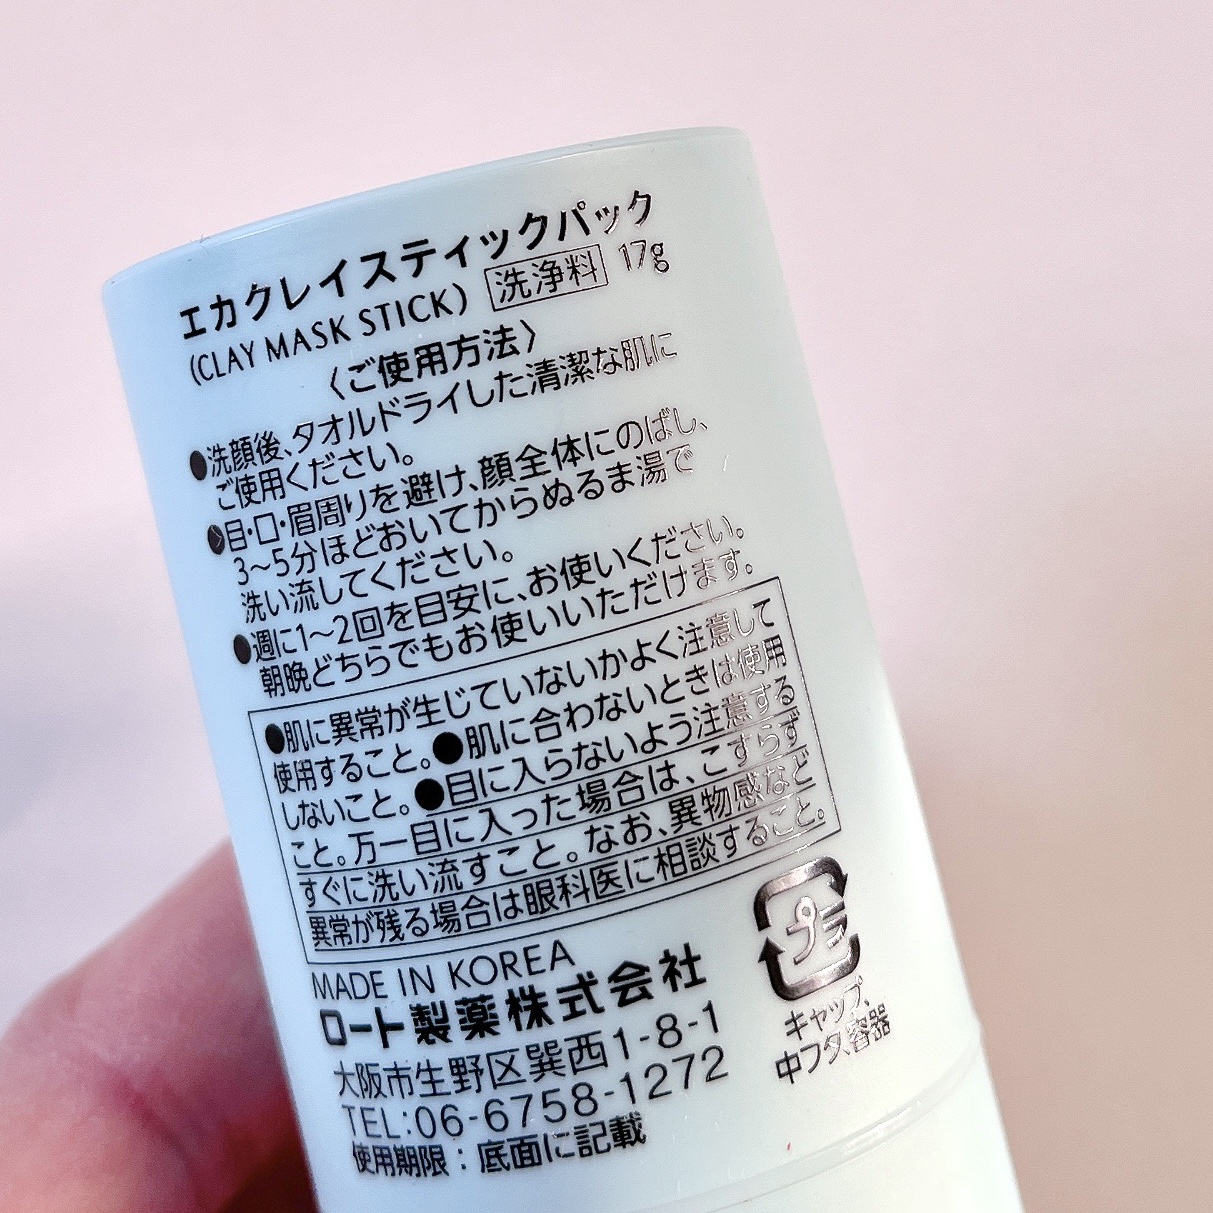 エカクレイスティックパック
(CLAY MASK STICK) 洗浄料 17g
〈ご使用方法〉
●洗顔後、タオルドライした清潔な肌に
ご使用ください。
●目・口・眉周りを避け、顔全体にのばし、
3〜5分ほどおいてからぬるま湯で
洗い流してください。
●週に1〜2回を目安に、お使いください。
朝晩どちらでもお使いいただけます。
●肌に異常が生じていないかよく注意して
使用すること。●肌に合わないときは使用
しないこと。●目に入らないよう注意する
こと。万一目に入った場合は、こすらず
すぐに洗い流すこと。なお、異物感など
異常が残る場合は眼科医に相談すること。
MADE IN KOREA
ロート製薬株式会社
大阪市生野区巽西1-8-1
TEL:06-6758-1272
使用期限：底面に記載
プラ
キャップ、
中フタ、容器